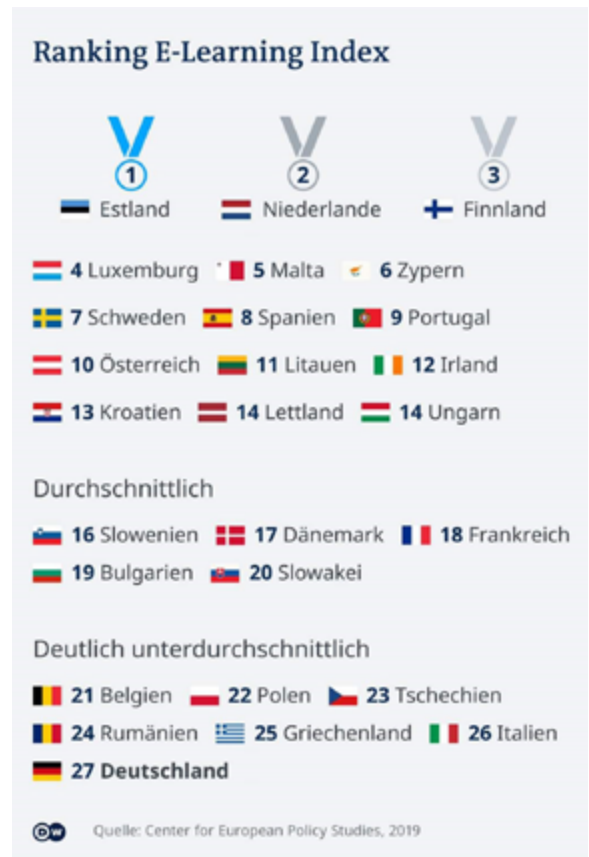 Ranking E-Learning Index
1 2 3
Estland Niederlande Finnland
4 Luxemburg 5 Malta 6 Zypern
7 Schweden 8 Spanien 9 Portugal
10 Österreich 11 Litauen 12 Irland
13 Kroatien 14 Lettland 14 Ungarn
Durchschnittlich
16 Slowenien 17 Dänemark 18 Frankreich
19 Bulgarien 20 Slowakei
Deutlich unterdurchschnittlich
21 Belgien 22 Polen 23 Tschechien
24 Rumänien 25 Griechenland 26 Italien
27 Deutschland
DW Quelle: Center for European Policy Studies, 2019